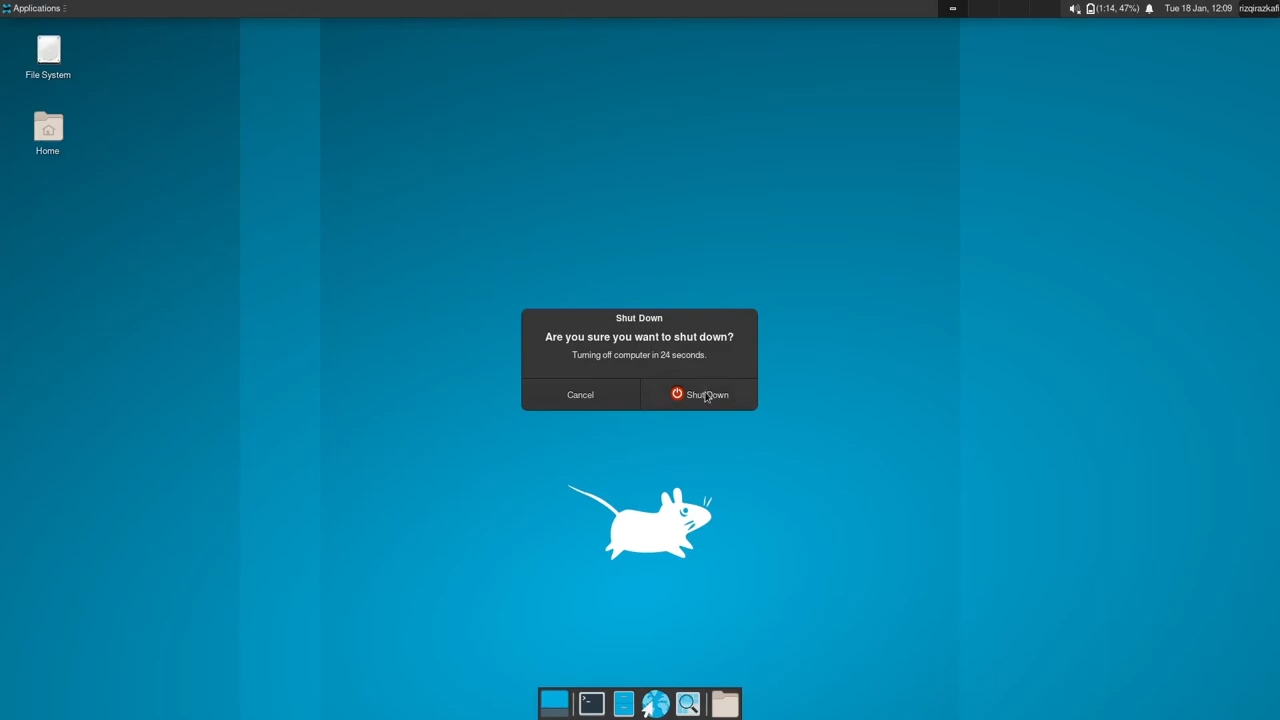 Applications
(1:14, 47%)
Tue 18 Jan, 12:09
rizqirazkafi
File System
Home
Shut Down
Are you sure you want to shut down?
Turning off computer in 24 seconds.
Cancel
Shut Down